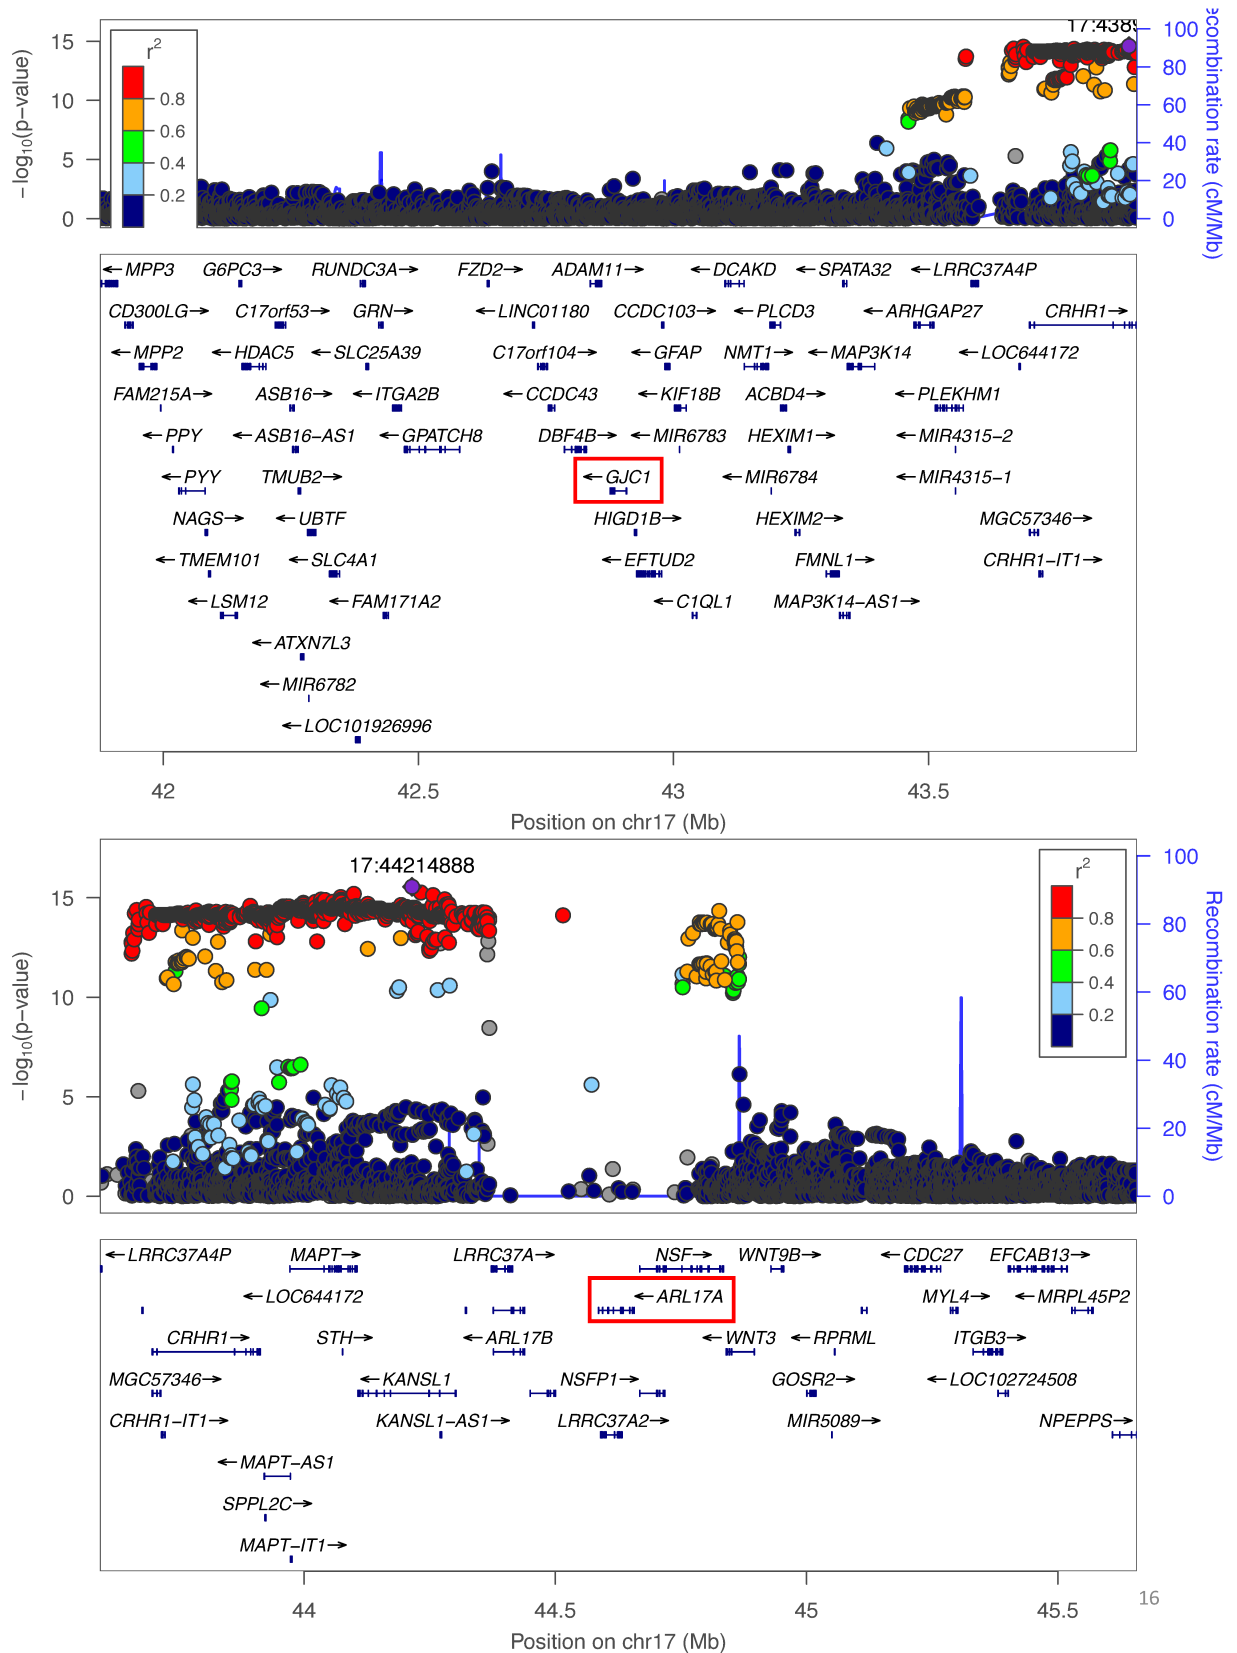 17:4389
15
10
5
0
−log10(p−value)
r2
0.8
0.6
0.4
0.2
100
80
60
40
20
0
ecombination rate (cM/Mb)
MPP3 G6PC3 RUNDC3A FZD2 ADAM11 DCAKD SPATA32 LRRC37A4P
CD300LG C17orf53 GRN LINC01180 CCDC103 PLCD3 ARHGAP27 CRHR1
MPP2 HDAC5 SLC25A39 C17orf104 GFAP NMT1 MAP3K14 LOC644172
FAM215A ASB16 ITGA2B CCDC43 KIF18B ACBD4 PLEKHM1
PPY ASB16−AS1 GPATCH8 DBF4B MIR6783 HEXIM1 MIR4315−2
PYY TMUB2 GJC1 MIR6784 MIR4315−1
NAGS UBTF HIGD1B HEXIM2 MGC57346
TMEM101 SLC4A1 EFTUD2 FMNL1 CRHR1−IT1
LSM12 FAM171A2 C1QL1 MAP3K14−AS1
ATXN7L3
MIR6782
LOC101926996
42 42.5 43 43.5
Position on chr17 (Mb)
17:44214888
15
10
5
0
−log10(p−value)
r2
0.8
0.6
0.4
0.2
100
80
60
40
20
0
Recombination rate (cM/Mb)
LRRC37A4P MAPT LRRC37A NSF WNT9B CDC27 EFCAB13
LOC644172 ARL17A MYL4 MRPL45P2
CRHR1 STH ARL17B WNT3 RPRML ITGB3
MGC57346 KANSL1 NSFP1 GOSR2 LOC102724508
CRHR1−IT1 KANSL1−AS1 LRRC37A2 MIR5089 NPEPPS
MAPT−AS1
SPPL2C
MAPT−IT1
44 44.5 45 45.5
Position on chr17 (Mb)
16